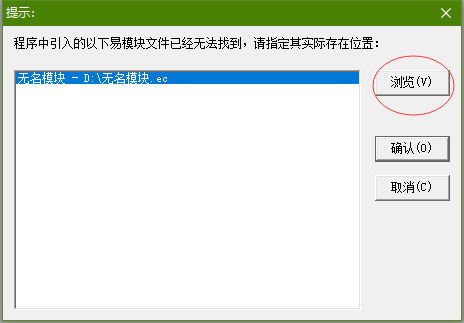 提示:
程序中引入的以下易模块文件已经无法找到，请指定其实际存在位置：
无名模块 - D:\无名模块.ec
浏览(V)
确认(O)
取消(C)